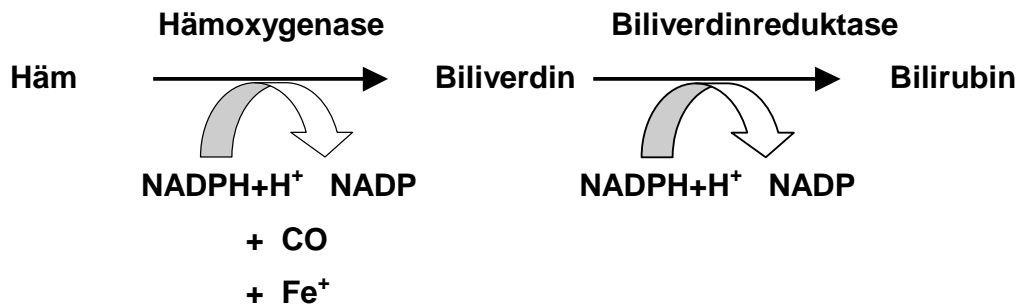 Hämoxygenase Biliverdinreduktase
Häm Biliverdin Bilirubin
NADPH+H⁺ NADP NADPH+H⁺ NADP
+ CO
+ Fe⁺